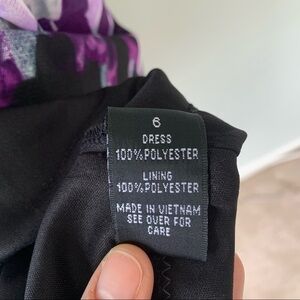 6
DRESS
100%POLYESTER
LINING
100%POLYESTER
MADE IN VIETNAM
SEE OVER FOR
CARE